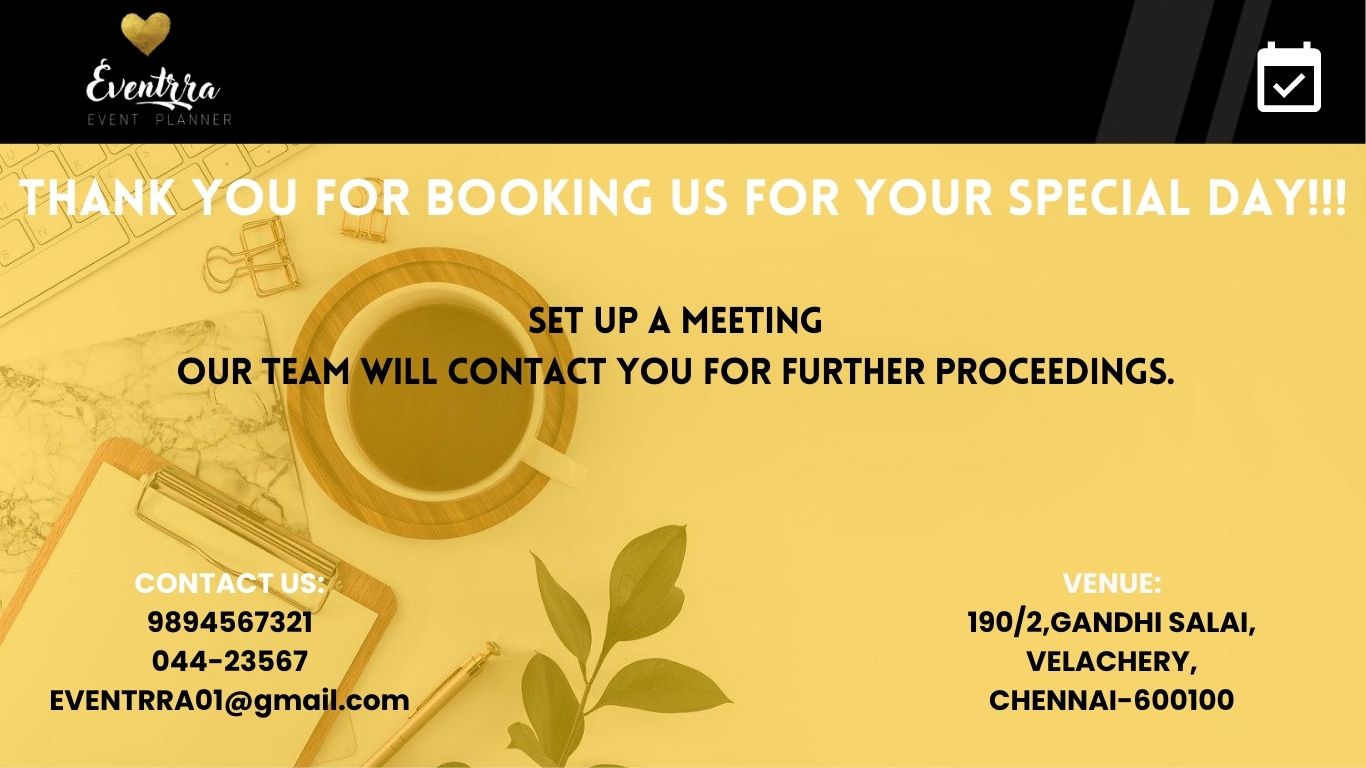 Eventrra
EVENT PLANNER
THANK YOU FOR BOOKING US FOR YOUR SPECIAL DAY!!!
SET UP A MEETING
OUR TEAM WILL CONTACT YOU FOR FURTHER PROCEEDINGS.
CONTACT US:
9894567321
044-23567
EVENTRRA01@gmail.com
VENUE:
190/2,GANDHI SALAI,
VELACHERY,
CHENNAI-600100